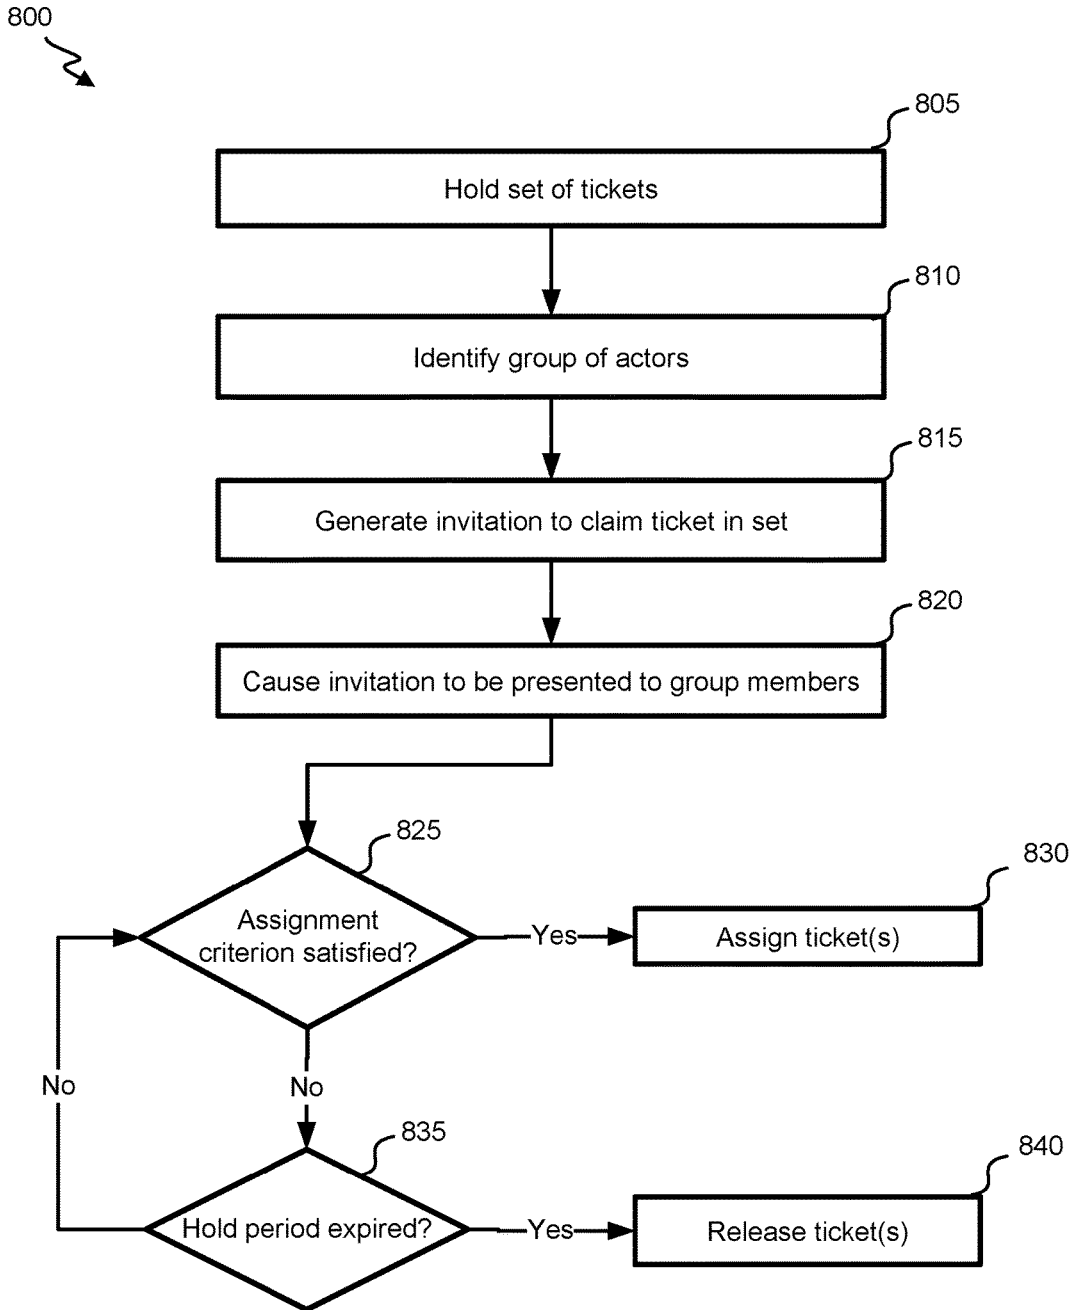 800
805
Hold set of tickets
810
Identify group of actors
815
Generate invitation to claim ticket in set
820
Cause invitation to be presented to group members
825
Assignment
criterion satisfied?
Yes
830
Assign ticket(s)
No
No
835
Hold period expired?
Yes
840
Release ticket(s)